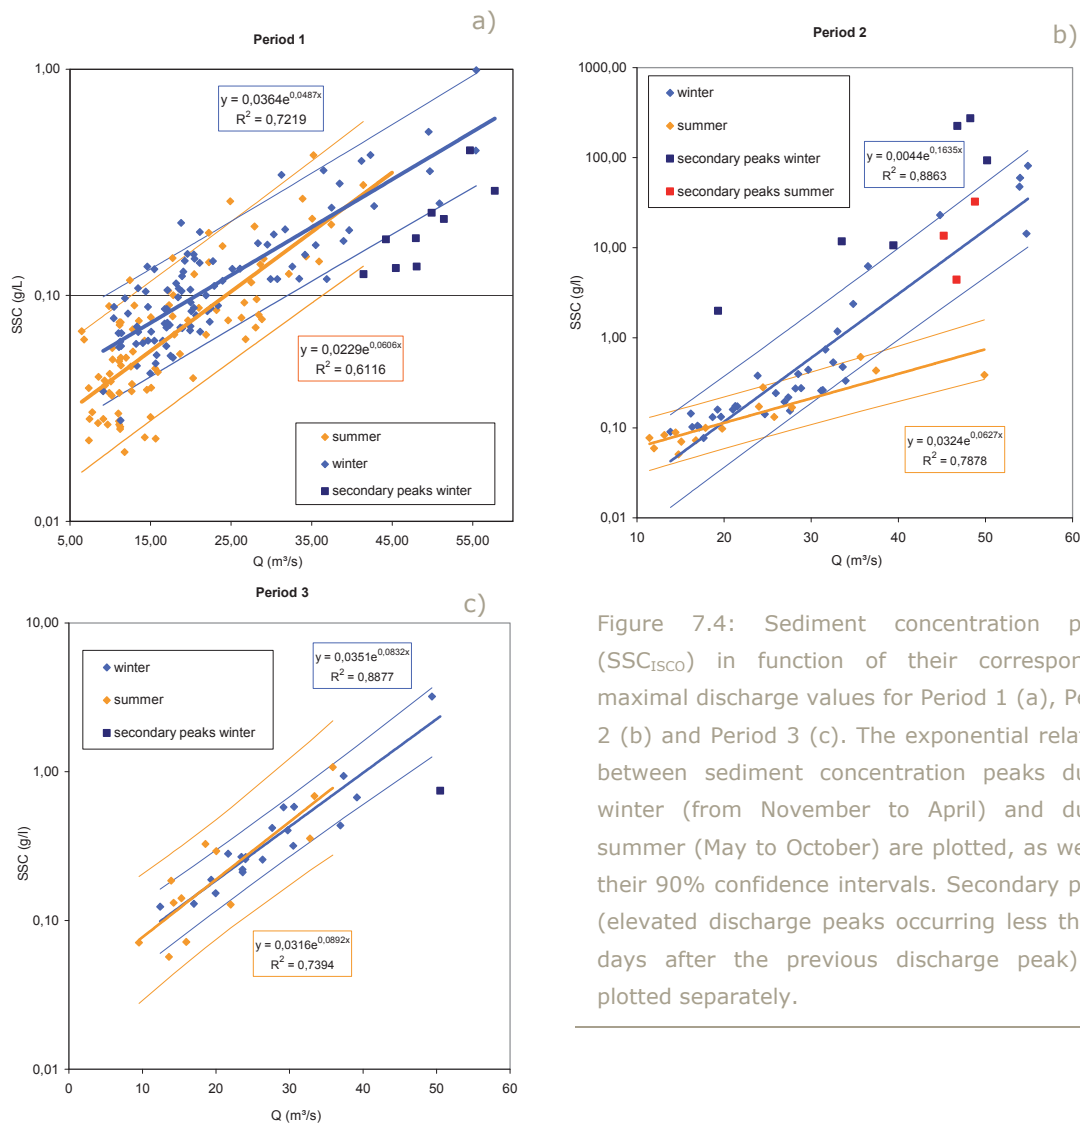 a)
Period 1
SSC (g/L)
1,00
0,10
0,01
y = 0,0364e^0,0487x
R² = 0,7219
y = 0,0229e^0,0606x
R² = 0,6116
summer
winter
secondary peaks winter
5,00 15,00 25,00 35,00 45,00 55,00
Q (m³/s)
b)
Period 2
SSC (g/l)
1000,00
100,00
10,00
1,00
0,10
0,01
winter
summer
secondary peaks winter
secondary peaks summer
y = 0,0044e^0,1635x
R² = 0,8863
y = 0,0324e^0,0627x
R² = 0,7878
10 20 30 40 50 60
Q (m³/s)
c)
Period 3
SSC (g/l)
10,00
1,00
0,10
0,01
winter
summer
secondary peaks winter
y = 0,0351e^0,0832x
R² = 0,8877
y = 0,0316e^0,0892x
R² = 0,7394
0 10 20 30 40 50 60
Q (m³/s)
Figure 7.4: Sediment concentration p
(SSC_ISCO) in function of their correspon
maximal discharge values for Period 1 (a), Pe
2 (b) and Period 3 (c). The exponential relat
between sediment concentration peaks du
winter (from November to April) and du
summer (May to October) are plotted, as we
their 90% confidence intervals. Secondary p
(elevated discharge peaks occurring less th
days after the previous discharge peak)
plotted separately.